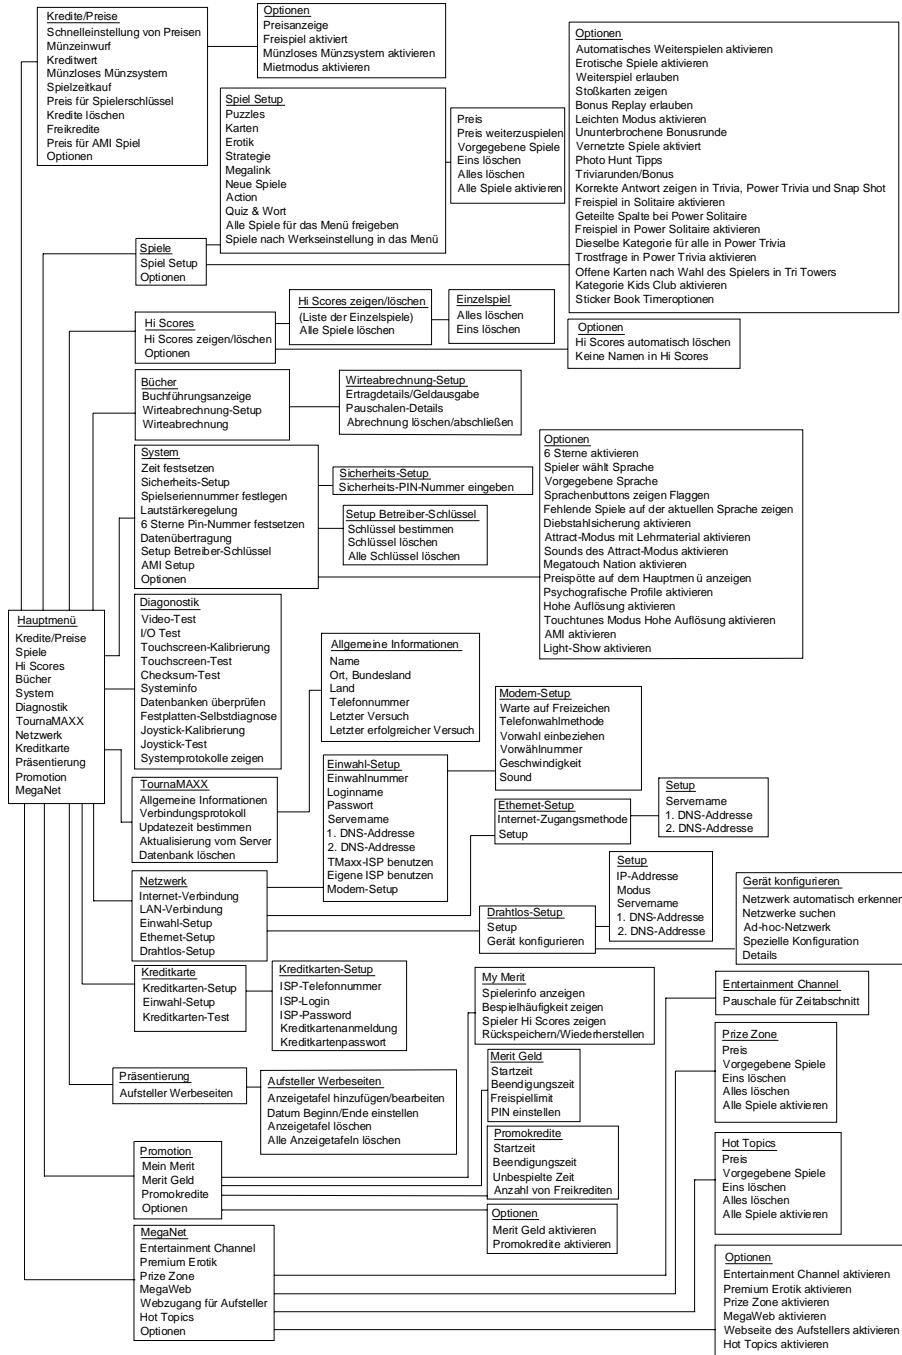 Kredite/Preise
Schnelleinstellung von Preisen
Münzeinwurf
Kreditwert
Münzloses Münzsystem
Spielzeitkauf
Preis für Spielerschlüssel
Kredite löschen
Freikredite
Preis für AMI Spiel
Optionen
Optionen
Preisanzeige
Freispiel aktiviert
Münzloses Münzsystem aktivieren
Mietmodus aktivieren
Spiel Setup
Puzzles
Karten
Erotik
Strategie
Megalink
Neue Spiele
Action
Quiz & Wort
Alle Spiele für das Menü freigeben
Spiele nach Werkseinstellung in das Menü
Preis
Preis weiterzuspielen
Vorgegebene Spiele
Eins löschen
Alles löschen
Alle Spiele aktivieren
Optionen
Automatisches Weiterspielen aktivieren
Erotische Spiele aktivieren
Weiterspiel erlauben
Stoßkarten zeigen
Bonus Replay erlauben
Leichten Modus aktivieren
Ununterbrochene Bonusrunde
Vernetzte Spiele aktiviert
Photo Hunt Tipps
Triviarunden/Bonus
Korrekte Antwort zeigen in Trivia, Power Trivia und Snap Shot
Freispiel in Solitaire aktivieren
Geteilte Spalte bei Power Solitaire
Freispiel in Power Solitaire aktivieren
Dieselbe Kategorie für alle in Power Trivia
Trostfrage in Power Trivia aktivieren
Offene Karten nach Wahl des Spielers in Tri Towers
Kategorie Kids Club aktivieren
Sticker Book Timeroptionen
Spiele
Spiel Setup
Optionen
Hi Scores
Hi Scores zeigen/löschen
Optionen
Hi Scores zeigen/löschen
(Liste der Einzelspiele)
Alle Spiele löschen
Einzelspiel
Alles löschen
Eins löschen
Optionen
Hi Scores automatisch löschen
Keine Namen in Hi Scores
Bücher
Buchführungsanzeige
Wirteabrechnung-Setup
Wirteabrechnung
Wirteabrechnung-Setup
Ertragdetails/Geldausgabe
Pauschalen-Details
Abrechnung löschen/abschließen
System
Zeit festsetzen
Sicherheits-Setup
Spielseriennummer festlegen
Lautstärkeregelung
6 Sterne Pin-Nummer festsetzen
Datenübertragung
Setup Betreiber-Schlüssel
AMI Setup
Optionen
Sicherheits-Setup
Sicherheits-PIN-Nummer eingeben
Setup Betreiber-Schlüssel
Schlüssel bestimmen
Schlüssel löschen
Alle Schlüssel löschen
Optionen
6 Sterne aktivieren
Spieler wählt Sprache
Vorgegebene Sprache
Sprachenbuttons zeigen Flaggen
Fehlende Spiele auf der aktuellen Sprache zeigen
Diebstahlsicherung aktivieren
Attract-Modus mit Lehrmaterial aktivieren
Sounds des Attract-Modus aktivieren
Megatouch Nation aktivieren
Preispötte auf dem Hauptmen ü anzeigen
Psychografische Profile aktivieren
Hohe Auflösung aktivieren
Touchtunes Modus Hohe Auflösung aktivieren
AMI aktivieren
Light-Show aktivieren
Hauptmenü
Kredite/Preise
Spiele
Hi Scores
Bücher
System
Diagnostik
TournaMAXX
Netzwerk
Kreditkarte
Präsentierung
Promotion
MegaNet
Diagonostik
Video-Test
I/O Test
Touchscreen-Kalibrierung
Touchscreen-Test
Checksum-Test
Systeminfo
Datenbanken überprüfen
Festplatten-Selbstdiagnose
Joystick-Kalibrierung
Joystick-Test
Systemprotokolle zeigen
Allgemeine Informationen
Name
Ort, Bundesland
Land
Telefonnummer
Letzter Versuch
Letzter erfolgreicher Versuch
TournaMAXX
Allgemeine Informationen
Verbindungsprotokoll
Updatezeit bestimmen
Aktualisierung vom Server
Datenbank löschen
Einwahl-Setup
Einwahlnummer
Loginname
Passwort
Servername
1. DNS-Addresse
2. DNS-Addresse
TMaxx-ISP benutzen
Eigene ISP benutzen
Modem-Setup
Modem-Setup
Warte auf Freizeichen
Telefonwahlmethode
Vorwahl einbeziehen
Vorwählnummer
Geschwindigkeit
Sound
Ethernet-Setup
Internet-Zugangsmethode
Setup
Setup
Servername
1. DNS-Addresse
2. DNS-Addresse
Netzwerk
Internet-Verbindung
LAN-Verbindung
Einwahl-Setup
Ethernet-Setup
Drahtlos-Setup
Drahtlos-Setup
Setup
Gerät konfigurieren
Setup
IP-Addresse
Modus
Servername
1. DNS-Addresse
2. DNS-Addresse
Gerät konfigurieren
Netzwerk automatisch erkennen
Netzwerke suchen
Ad-hoc-Netzwerk
Spezielle Konfiguration
Details
Kreditkarte
Kreditkarten-Setup
Einwahl-Setup
Kreditkarten-Test
Kreditkarten-Setup
ISP-Telefonnummer
ISP-Login
ISP-Password
Kreditkartenanmeldung
Kreditkartenpasswort
My Merit
Spielerinfo anzeigen
Bespielhäufigkeit zeigen
Spieler Hi Scores zeigen
Rückspeichern/Wiederherstellen
Entertainment Channel
Pauschale für Zeitabschnitt
Präsentierung
Aufsteller Werbeseiten
Aufsteller Werbeseiten
Anzeigetafel hinzufügen/bearbeiten
Datum Beginn/Ende einstellen
Anzeigetafel löschen
Alle Anzeigetafeln löschen
Merit Geld
Startzeit
Beendigungszeit
Freispiellimit
PIN einstellen
Prize Zone
Preis
Vorgegebene Spiele
Eins löschen
Alles löschen
Alle Spiele aktivieren
Promotion
Mein Merit
Merit Geld
Promokredite
Optionen
Promokredite
Startzeit
Beendigungszeit
Unbespielte Zeit
Anzahl von Freikrediten
Optionen
Merit Geld aktivieren
Promokredite aktivieren
Hot Topics
Preis
Vorgegebene Spiele
Eins löschen
Alles löschen
Alle Spiele aktivieren
MegaNet
Entertainment Channel
Premium Erotik
Prize Zone
MegaWeb
Webzugang für Aufsteller
Hot Topics
Optionen
Optionen
Entertainment Channel aktivieren
Premium Erotik aktivieren
Prize Zone aktivieren
MegaWeb aktivieren
Webseite des Aufstellers aktivieren
Hot Topics aktivieren